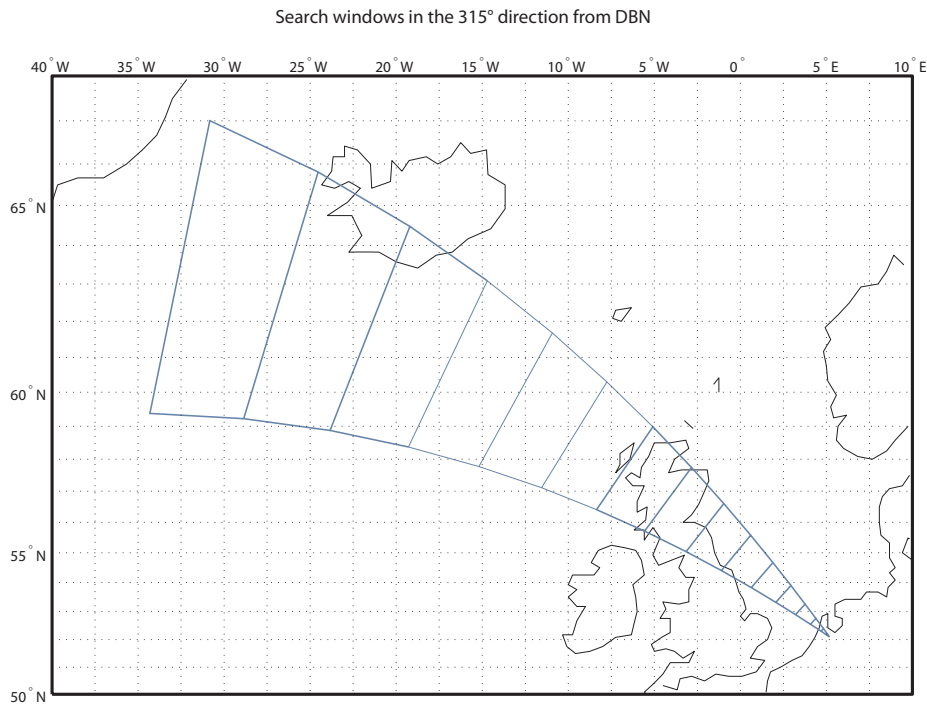 Search windows in the 315° direction from DBN
40° W 35° W 30° W 25° W 20° W 15° W 10° W 5° W 0° 5° E 10° E
65° N
60° N
55° N
50° N